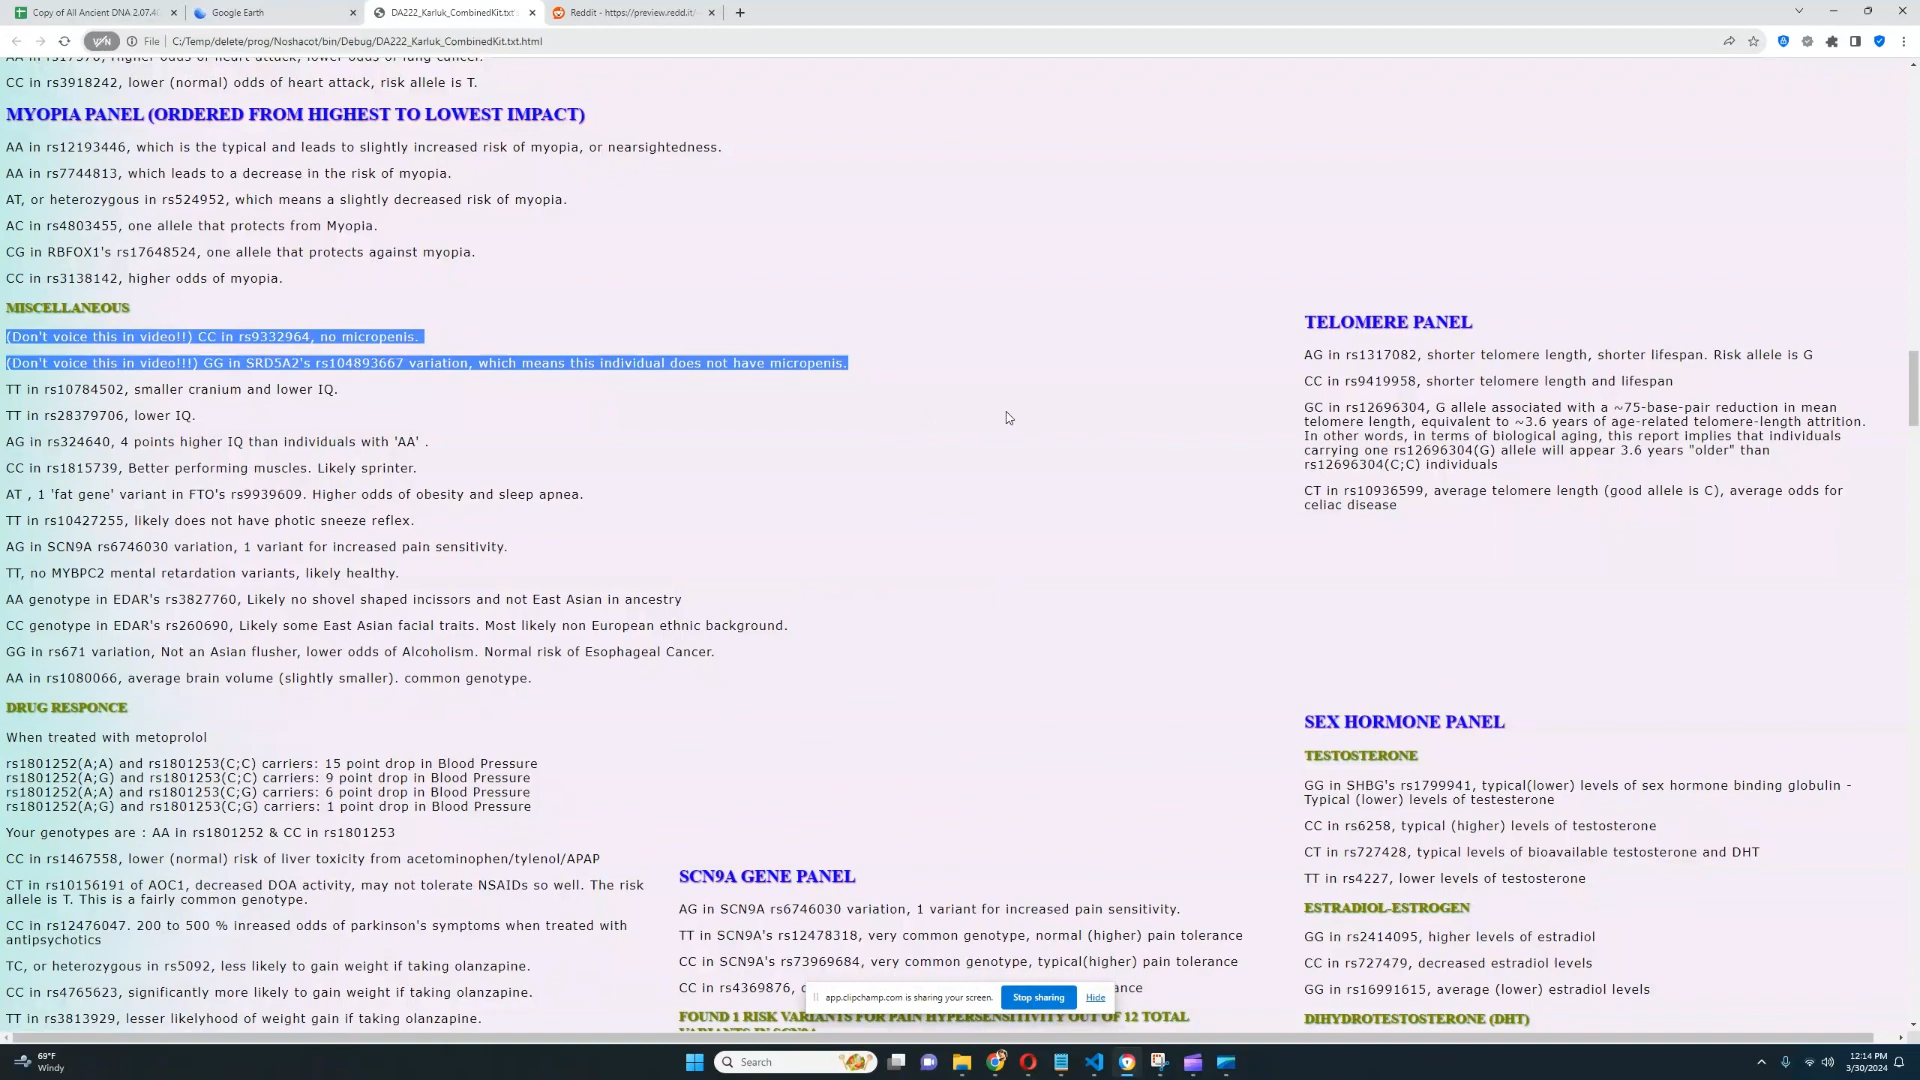 Copy of All Ancient DNA 2.07.4
Google Earth
DA222_Karluk_CombinedKit.txt
Reddit - https://preview.redd.it/
VPN
File
C:/Temp/delete/prog/Noshacot/bin/Debug/DA222_Karluk_CombinedKit.txt.html
CC in rs3918242, lower (normal) odds of heart attack, risk allele is T.
MYOPIA PANEL (ORDERED FROM HIGHEST TO LOWEST IMPACT)
AA in rs12193446, which is the typical and leads to slightly increased risk of myopia, or nearsightedness.
AA in rs7744813, which leads to a decrease in the risk of myopia.
AT, or heterozygous in rs524952, which means a slightly decreased risk of myopia.
AC in rs4803455, one allele that protects from Myopia.
CG in RBFOX1's rs17648524, one allele that protects against myopia.
CC in rs3138142, higher odds of myopia.
MISCELLANEOUS
(Don't voice this in video!!) CC in rs9332964, no micropenis.
(Don't voice this in video!!!) GG in SRD5A2's rs104893667 variation, which means this individual does not have micropenis.
TT in rs10784502, smaller cranium and lower IQ.
TT in rs28379706, lower IQ.
AG in rs324640, 4 points higher IQ than individuals with 'AA' .
CC in rs1815739, Better performing muscles. Likely sprinter.
AT , 1 'fat gene' variant in FTO's rs9939609. Higher odds of obesity and sleep apnea.
TT in rs10427255, likely does not have photic sneeze reflex.
AG in SCN9A rs6746030 variation, 1 variant for increased pain sensitivity.
TT, no MYBPC2 mental retardation variants, likely healthy.
AA genotype in EDAR's rs3827760, Likely no shovel shaped incissors and not East Asian in ancestry
CC genotype in EDAR's rs260690, Likely some East Asian facial traits. Most likely non European ethnic background.
GG in rs671 variation, Not an Asian flusher, lower odds of Alcoholism. Normal risk of Esophageal Cancer.
AA in rs1080066, average brain volume (slightly smaller). common genotype.
TELOMERE PANEL
AG in rs1317082, shorter telomere length, shorter lifespan. Risk allele is G
CC in rs9419958, shorter telomere length and lifespan
GC in rs12696304, G allele associated with a ~75-base-pair reduction in mean
telomere length, equivalent to ~3.6 years of age-related telomere-length attrition.
In other words, in terms of biological aging, this report implies that individuals
carrying one rs12696304(G) allele will appear 3.6 years "older" than
rs12696304(C;C) individuals
CT in rs10936599, average telomere length (good allele is C), average odds for
celiac disease
DRUG RESPONCE
When treated with metoprolol
rs1801252(A;A) and rs1801253(C;C) carriers: 15 point drop in Blood Pressure
rs1801252(A;G) and rs1801253(C;C) carriers: 9 point drop in Blood Pressure
rs1801252(A;A) and rs1801253(C;G) carriers: 6 point drop in Blood Pressure
rs1801252(A;G) and rs1801253(C;G) carriers: 1 point drop in Blood Pressure
Your genotypes are : AA in rs1801252 & CC in rs1801253
CC in rs1467558, lower (normal) risk of liver toxicity from acetominophen/tylenol/APAP
CT in rs10156191 of AOC1, decreased DOA activity, may not tolerate NSAIDs so well. The risk
allele is T. This is a fairly common genotype.
CC in rs12476047. 200 to 500 % inreased odds of parkinson's symptoms when treated with
antipsychotics
TC, or heterozygous in rs5092, less likely to gain weight if taking olanzapine.
CC in rs4765623, significantly more likely to gain weight if taking olanzapine.
TT in rs3813929, lesser likelyhood of weight gain if taking olanzapine.
SCN9A GENE PANEL
AG in SCN9A rs6746030 variation, 1 variant for increased pain sensitivity.
TT in SCN9A's rs12478318, very common genotype, normal (higher) pain tolerance
CC in SCN9A's rs73969684, very common genotype, typical(higher) pain tolerance
CC in rs4369876,
FOUND 1 RISK VARIANTS FOR PAIN HYPERSENSITIVITY OUT OF 12 TOTAL
VARIANTS IN SCN9A
SEX HORMONE PANEL
TESTOSTERONE
GG in SHBG's rs1799941, typical(lower) levels of sex hormone binding globulin -
Typical (lower) levels of testesterone
CC in rs6258, typical (higher) levels of testosterone
CT in rs727428, typical levels of bioavailable testosterone and DHT
TT in rs4227, lower levels of testosterone
ESTRADIOL-ESTROGEN
GG in rs2414095, higher levels of estradiol
CC in rs727479, decreased estradiol levels
GG in rs16991615, average (lower) estradiol levels
DIHYDROTESTOSTERONE (DHT)
app.clipchamp.com is sharing your screen.
Stop sharing
Hide
69°F
Windy
Search
12:14 PM
3/30/2024